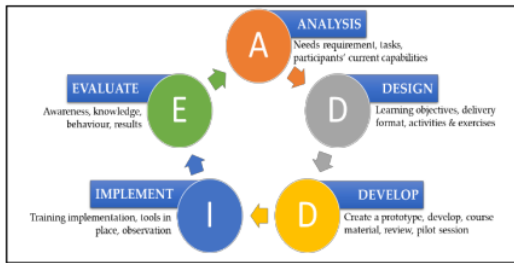 A
ANALYSIS
Needs requirement, tasks,
participants' current capabilities
D
DESIGN
Learning objectives, delivery
format, activities & exercises
D
DEVELOP
Create a prototype, develop, course
material, review, pilot session
I
IMPLEMENT
Training implementation, tools in
place, observation
E
EVALUATE
Awareness, knowledge,
behaviour, results